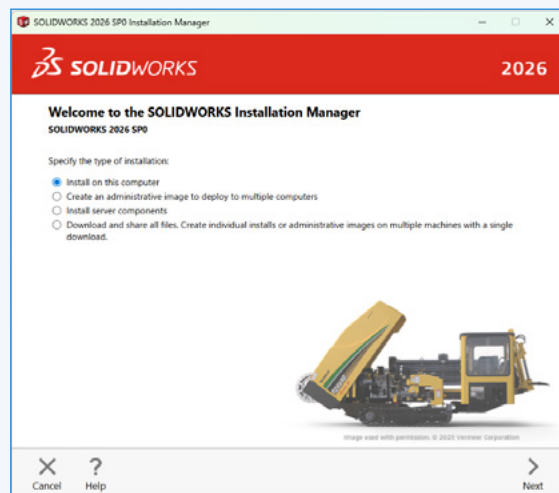 SOLIDWORKS 2026 SP0 Installation Manager
SOLIDWORKS
2026
Welcome to the SOLIDWORKS Installation Manager
SOLIDWORKS 2026 SP0
Specify the type of installation:
Install on this computer
Create an administrative image to deploy to multiple computers
Install server components
Download and share all files. Create individual installs or administrative images on multiple machines with a single
download.
Image used with permission. © 2025 Vermeer Corporation
Cancel
Help
Next